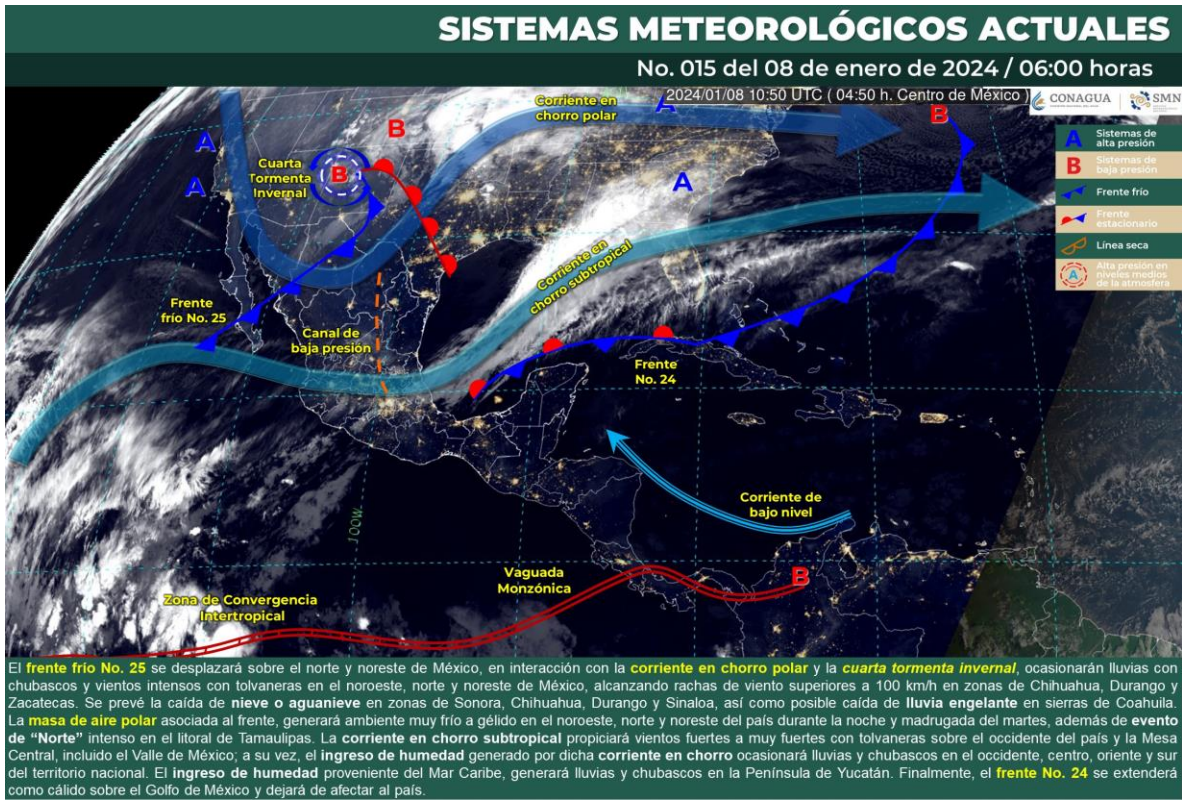 SISTEMAS METEOROLÓGICOS ACTUALES
No. 015 del 08 de enero de 2024 / 06:00 horas
2024/01/08 10:50 UTC ( 04:50 h. Centro de México )
CONAGUA
SMN
A
Sistemas de
alta presión
B
Sistemas de
baja presión
Frente frío
Frente
estacionario
Línea seca
A
Alta presión en
niveles medios
de la atmosfera
Corriente en
chorro polar
A
B
B
A
A
Cuarta
Tormenta
Invernal
B
A
Corriente en
chorro subtropical
Frente
frío No. 25
Canal de
baja presión
Frente
No. 24
Corriente de
bajo nivel
100W
Vaguada
Monzónica
B
Zona de Convergencia
Intertropical
El frente frío No. 25 se desplazará sobre el norte y noreste de México, en interacción con la corriente en chorro polar y la cuarta tormenta invernal, ocasionarán lluvias con
chubascos y vientos intensos con tolvaneras en el noroeste, norte y noreste de México, alcanzando rachas de viento superiores a 100 km/h en zonas de Chihuahua, Durango y
Zacatecas. Se prevé la caída de nieve o aguanieve en zonas de Sonora, Chihuahua, Durango y Sinaloa, así como posible caída de lluvia engelante en sierras de Coahuila.
La masa de aire polar asociada al frente, generará ambiente muy frío a gélido en el noroeste, norte y noreste del país durante la noche y madrugada del martes, además de evento
de “Norte” intenso en el litoral de Tamaulipas. La corriente en chorro subtropical propiciará vientos fuertes a muy fuertes con tolvaneras sobre el occidente del país y la Mesa
Central, incluido el Valle de México; a su vez, el ingreso de humedad generado por dicha corriente en chorro ocasionará lluvias y chubascos en el occidente, centro, oriente y sur
del territorio nacional. El ingreso de humedad proveniente del Mar Caribe, generará lluvias y chubascos en la Península de Yucatán. Finalmente, el frente No. 24 se extenderá
como cálido sobre el Golfo de México y dejará de afectar al país.